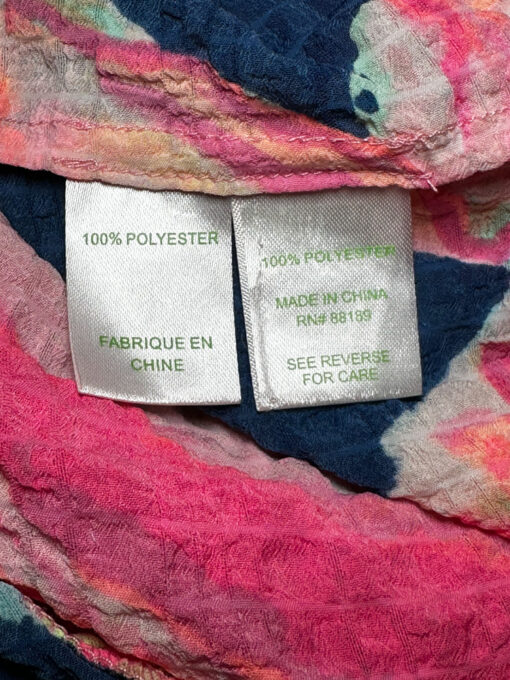 100% POLYESTER
FABRIQUE EN
CHINE
100% POLYESTER
MADE IN CHINA
RN# 88189
SEE REVERSE
FOR CARE